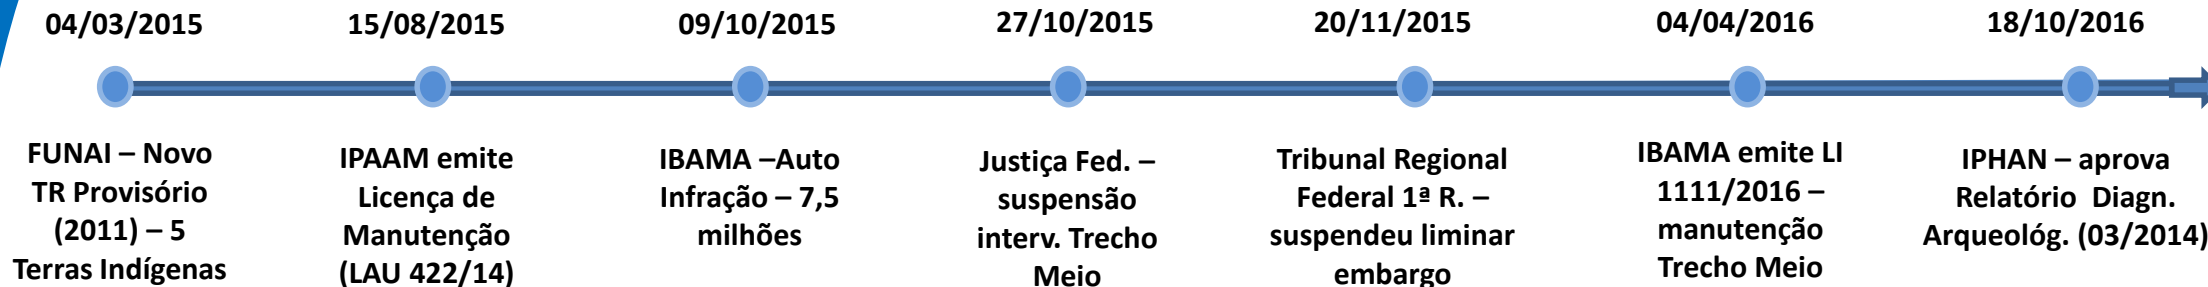 04/03/2015
15/08/2015
09/10/2015
27/10/2015
20/11/2015
04/04/2016
18/10/2016
FUNAI – Novo
TR Provisório
(2011) – 5
Terras Indígenas
IPAAM emite
Licença de
Manutenção
(LAU 422/14)
IBAMA –Auto
Infração – 7,5
milhões
Justiça Fed. –
suspensão
interv. Trecho
Meio
Tribunal Regional
Federal 1ª R. –
suspendeu liminar
embargo
IBAMA emite LI
1111/2016 –
manutenção
Trecho Meio
IPHAN – aprova
Relatório Diagn.
Arqueológ. (03/2014)